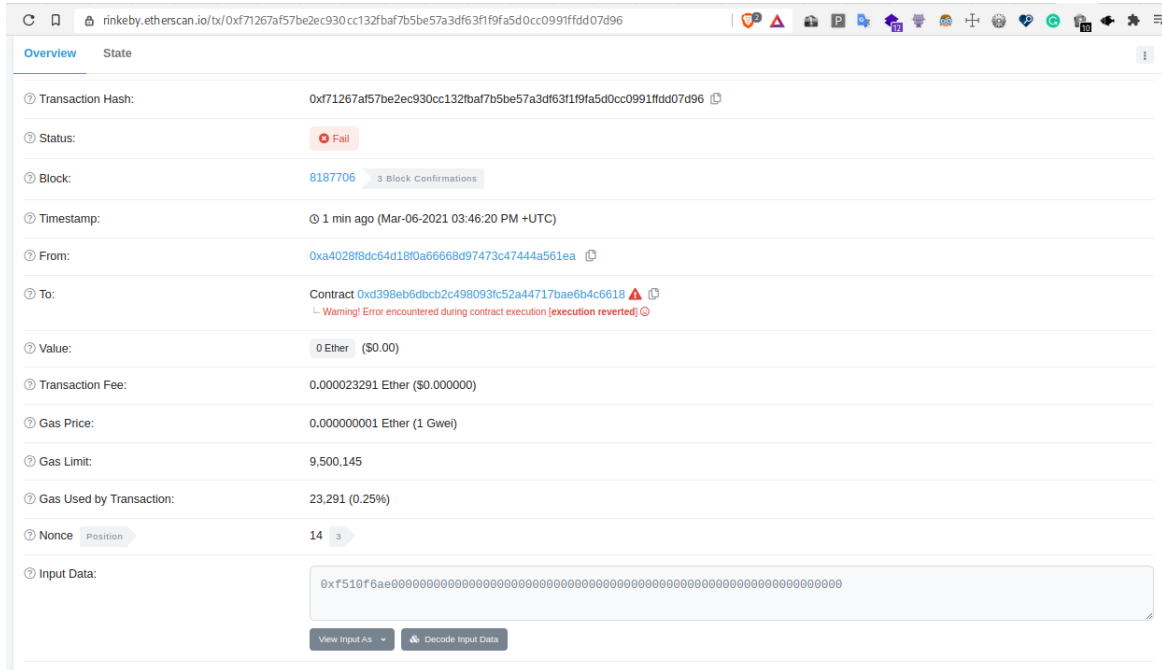 rinkeby.etherscan.io/tx/0xf71267af57be2ec930cc132fbaf7b5be57a3df63f1f9fa5d0cc0991ffdd07d96
2
P
12
10
Overview State
Transaction Hash: 0xf71267af57be2ec930cc132fbaf7b5be57a3df63f1f9fa5d0cc0991ffdd07d96
Status: Fail
Block: 8187706 3 Block Confirmations
Timestamp: 1 min ago (Mar-06-2021 03:46:20 PM +UTC)
From: 0xa4028f8dc64d18f0a66668d97473c47444a561ea
To: Contract 0xd398eb6dbcb2c498093fc52a44717bae6b4c6618
Warning! Error encountered during contract execution [execution reverted]
Value: 0 Ether ($0.00)
Transaction Fee: 0.000023291 Ether ($0.000000)
Gas Price: 0.000000001 Ether (1 Gwei)
Gas Limit: 9,500,145
Gas Used by Transaction: 23,291 (0.25%)
Nonce Position 14 3
Input Data: 0xf510f6ae0000000000000000000000000000000000000000000000000000000000000000
View Input As Decode Input Data